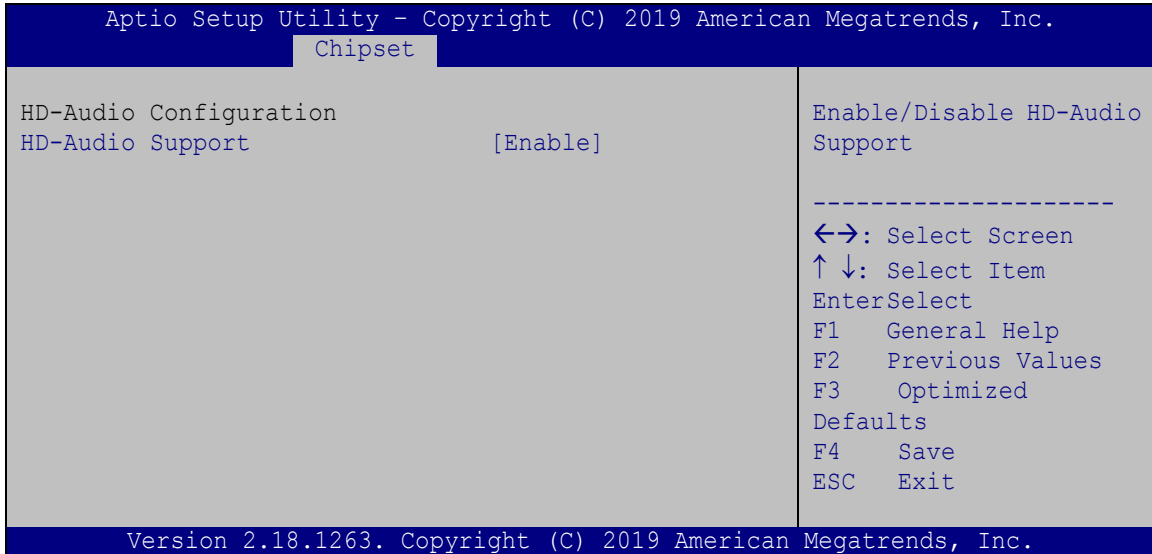 Aptio Setup Utility – Copyright (C) 2019 American Megatrends, Inc.
Chipset
HD-Audio Configuration
HD-Audio Support [Enable]
Enable/Disable HD-Audio
Support
---------------------
←→: Select Screen
↑ ↓: Select Item
EnterSelect
F1 General Help
F2 Previous Values
F3 Optimized
Defaults
F4 Save
ESC Exit
Version 2.18.1263. Copyright (C) 2019 American Megatrends, Inc.